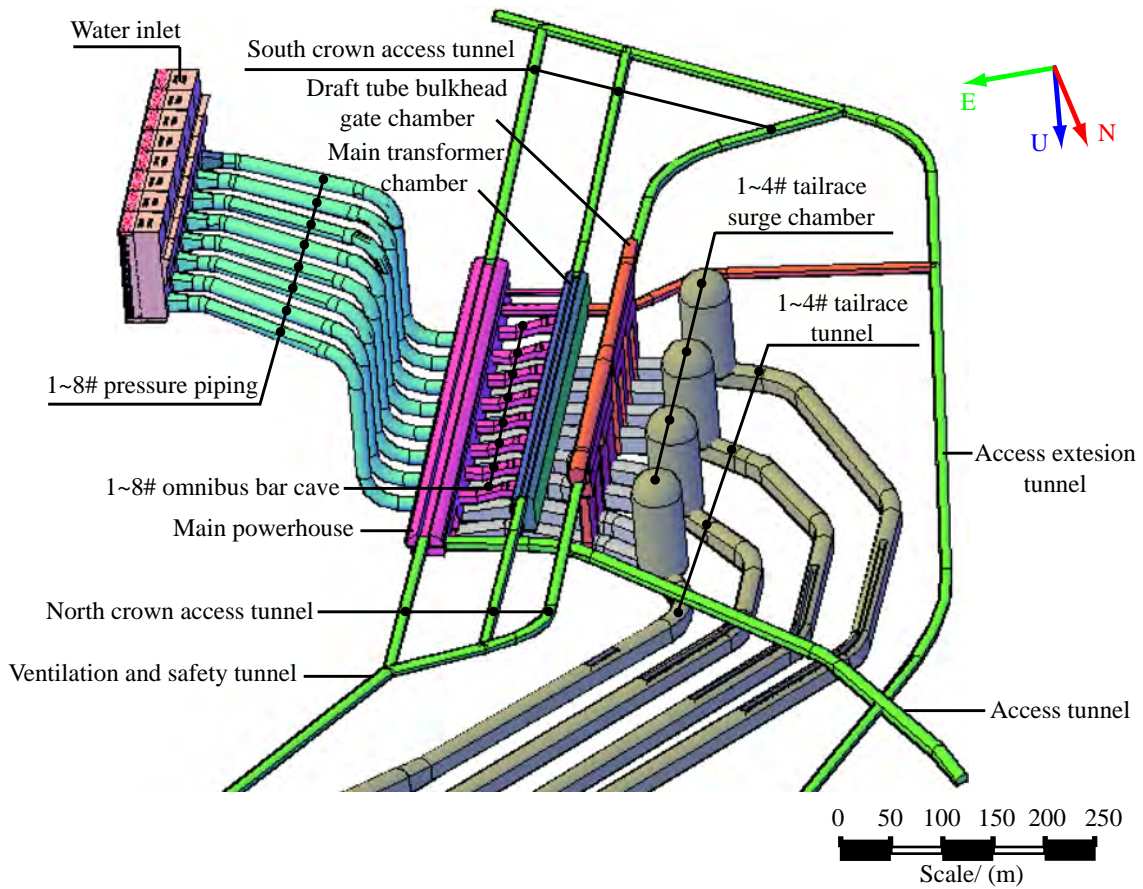 Water inlet
South crown access tunnel
Draft tube bulkhead
gate chamber
Main transformer
chamber
1~4# tailrace
surge chamber
1~4# tailrace
tunnel
E
U
N
1~8# pressure piping
1~8# omnibus bar cave
Main powerhouse
Access extesion
tunnel
North crown access tunnel
Ventilation and safety tunnel
Access tunnel
0 50 100 150 200 250
Scale/ (m)